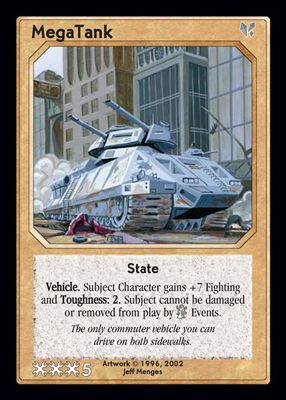 MegaTank
State
Vehicle. Subject Character gains +7 Fighting
and Toughness: 2. Subject cannot be damaged
or removed from play by Events.
The only commuter vehicle you can
drive on both sidewalks.
5
Artwork © 1996, 2002
Jeff Menges